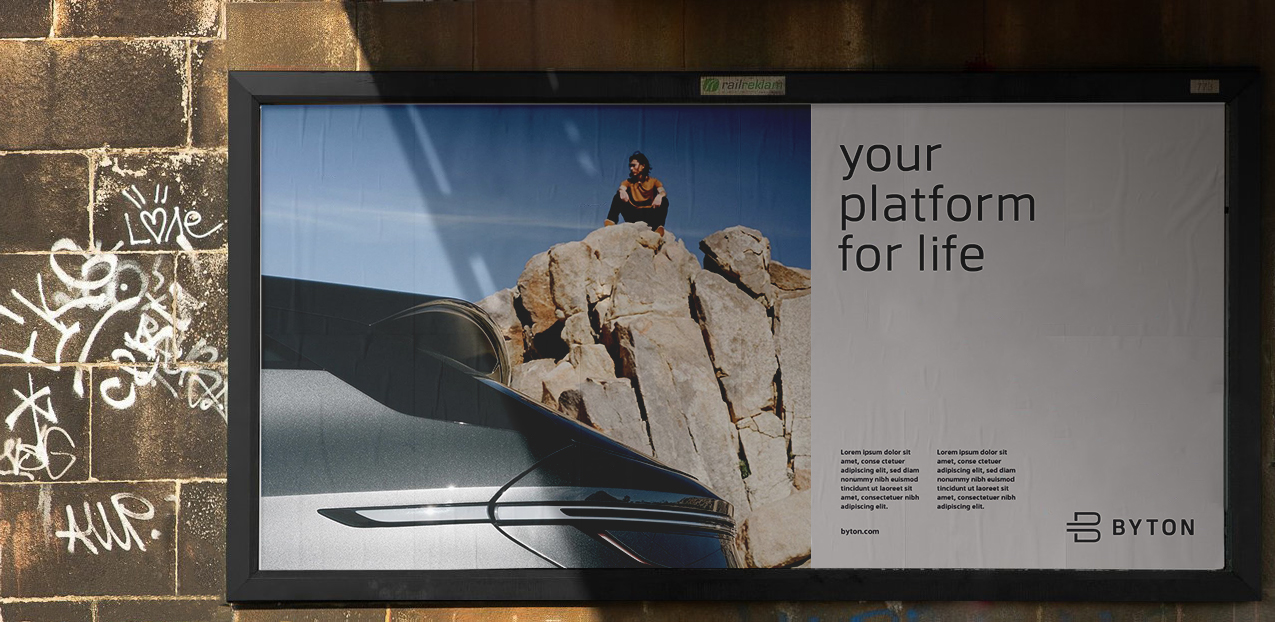 railreklam
your
platform
for life
Lorem ipsum dolor sit
amet, conse ctetuer
adipiscing elit, sed diam
nonummy nibh euismod
tincidunt ut laoreet sit
amet, consectetuer nibh
adipiscing elit.
Lorem ipsum dolor sit
amet, conse ctetuer
adipiscing elit, sed diam
nonummy nibh euismod
tincidunt ut laoreet sit
amet, consectetuer nibh
adipiscing elit.
byton.com
BYTON
LOVE